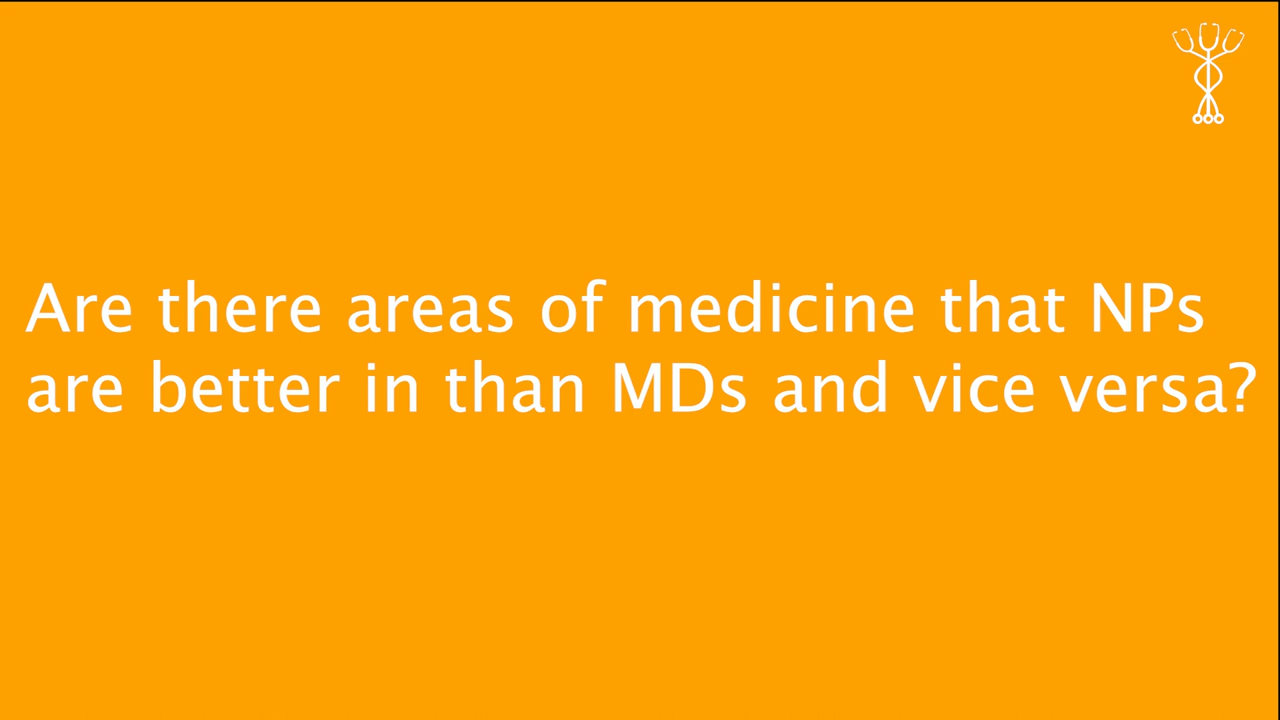 Are there areas of medicine that NPs
are better in than MDs and vice versa?